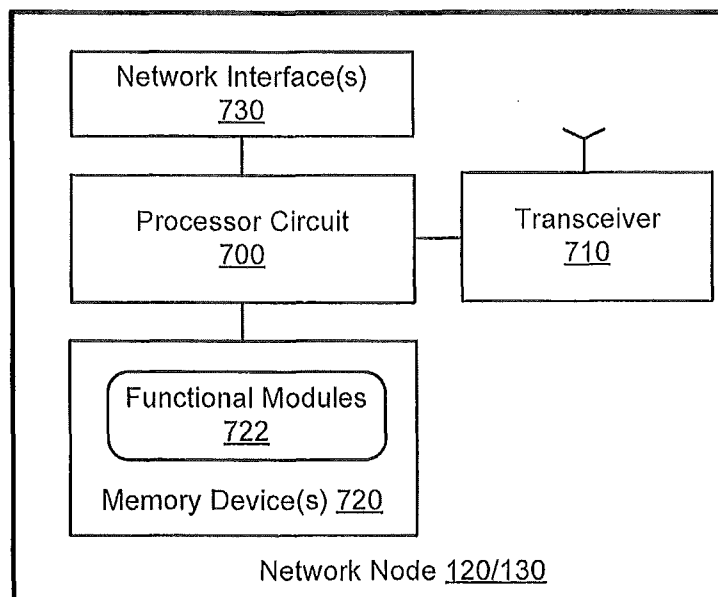 Network Interface(s)
730
Processor Circuit
700
Transceiver
710
Functional Modules
722
Memory Device(s) 720
Network Node 120/130